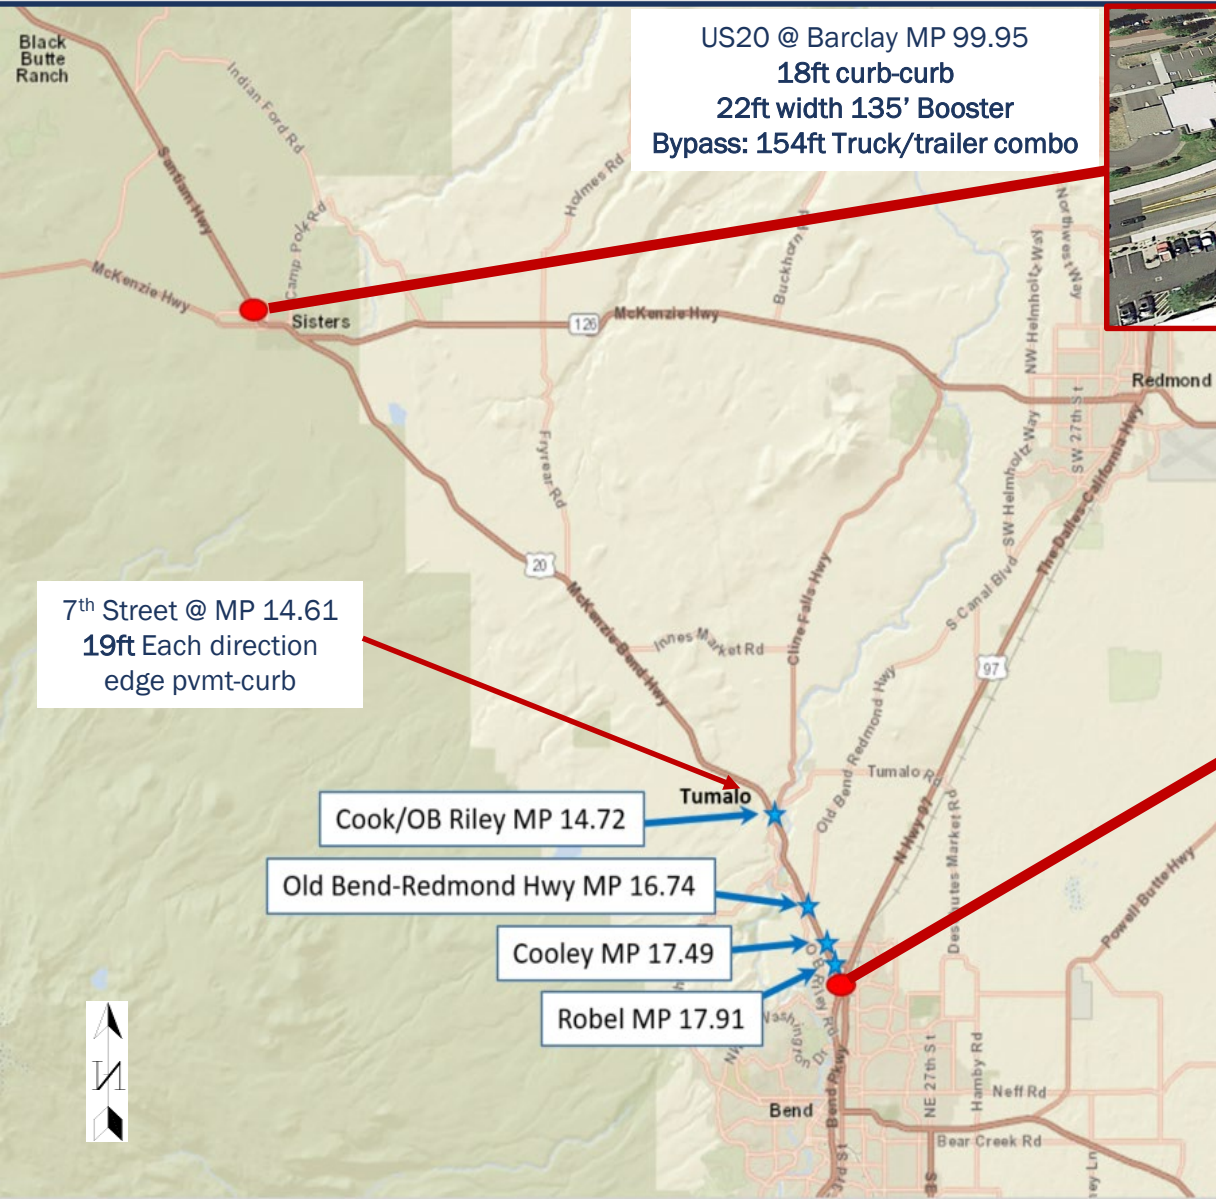 Black
Butte
Ranch
US20 @ Barclay MP 99.95
18ft curb-curb
22ft width 135' Booster
Bypass: 154ft Truck/trailer combo
Indian Ford Rd
Santiam Hwy
Camp Polk Rd
Holmes Rd
Buckhorn
Northwest Way
NW Helmholtz Way
McKenzie Hwy
Sisters
126
McKenzie Hwy
Redmond
SW 27th St
SW Helmholtz Way
The Dalles-California Hwy
Fryrear Rd
20
McKenzie-Bend Hwy
Innes Market Rd
Cline Falls Hwy
S Canal Blvd
97
7th Street @ MP 14.61
19ft Each direction
edge pvmt-curb
Old Bend Redmond Hwy
Tumalo Rd
Tumalo
N Hwy 97
Deschutes Market Rd
Powell Butte Hwy
Cook/OB Riley MP 14.72
Old Bend-Redmond Hwy MP 16.74
Cooley MP 17.49
Robel MP 17.91
O B Riley Rd
N
Bend
Bend Pkwy
3rd St
NE 27th St
Hamby Rd
Neff Rd
Bear Creek Rd
SE
ey Ln